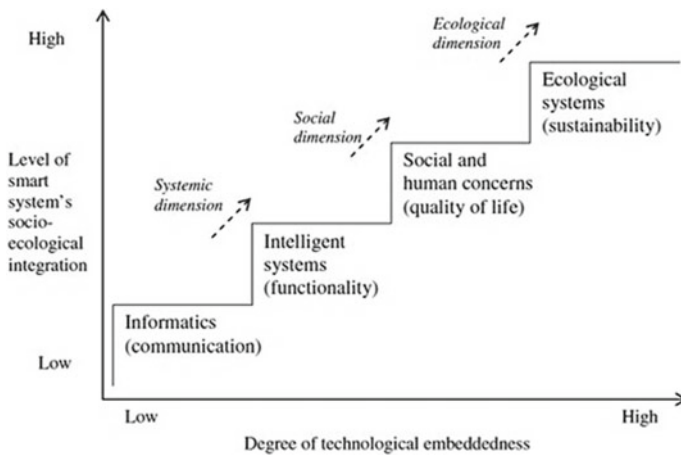 High
Ecological
dimension
Ecological
systems
(sustainability)
Social
dimension
Level of
smart
system's
socio-
ecological
integration
Social and
human concerns
(quality of life)
Systemic
dimension
Intelligent
systems
(functionality)
Informatics
(communication)
Low
Low
High
Degree of technological embeddedness